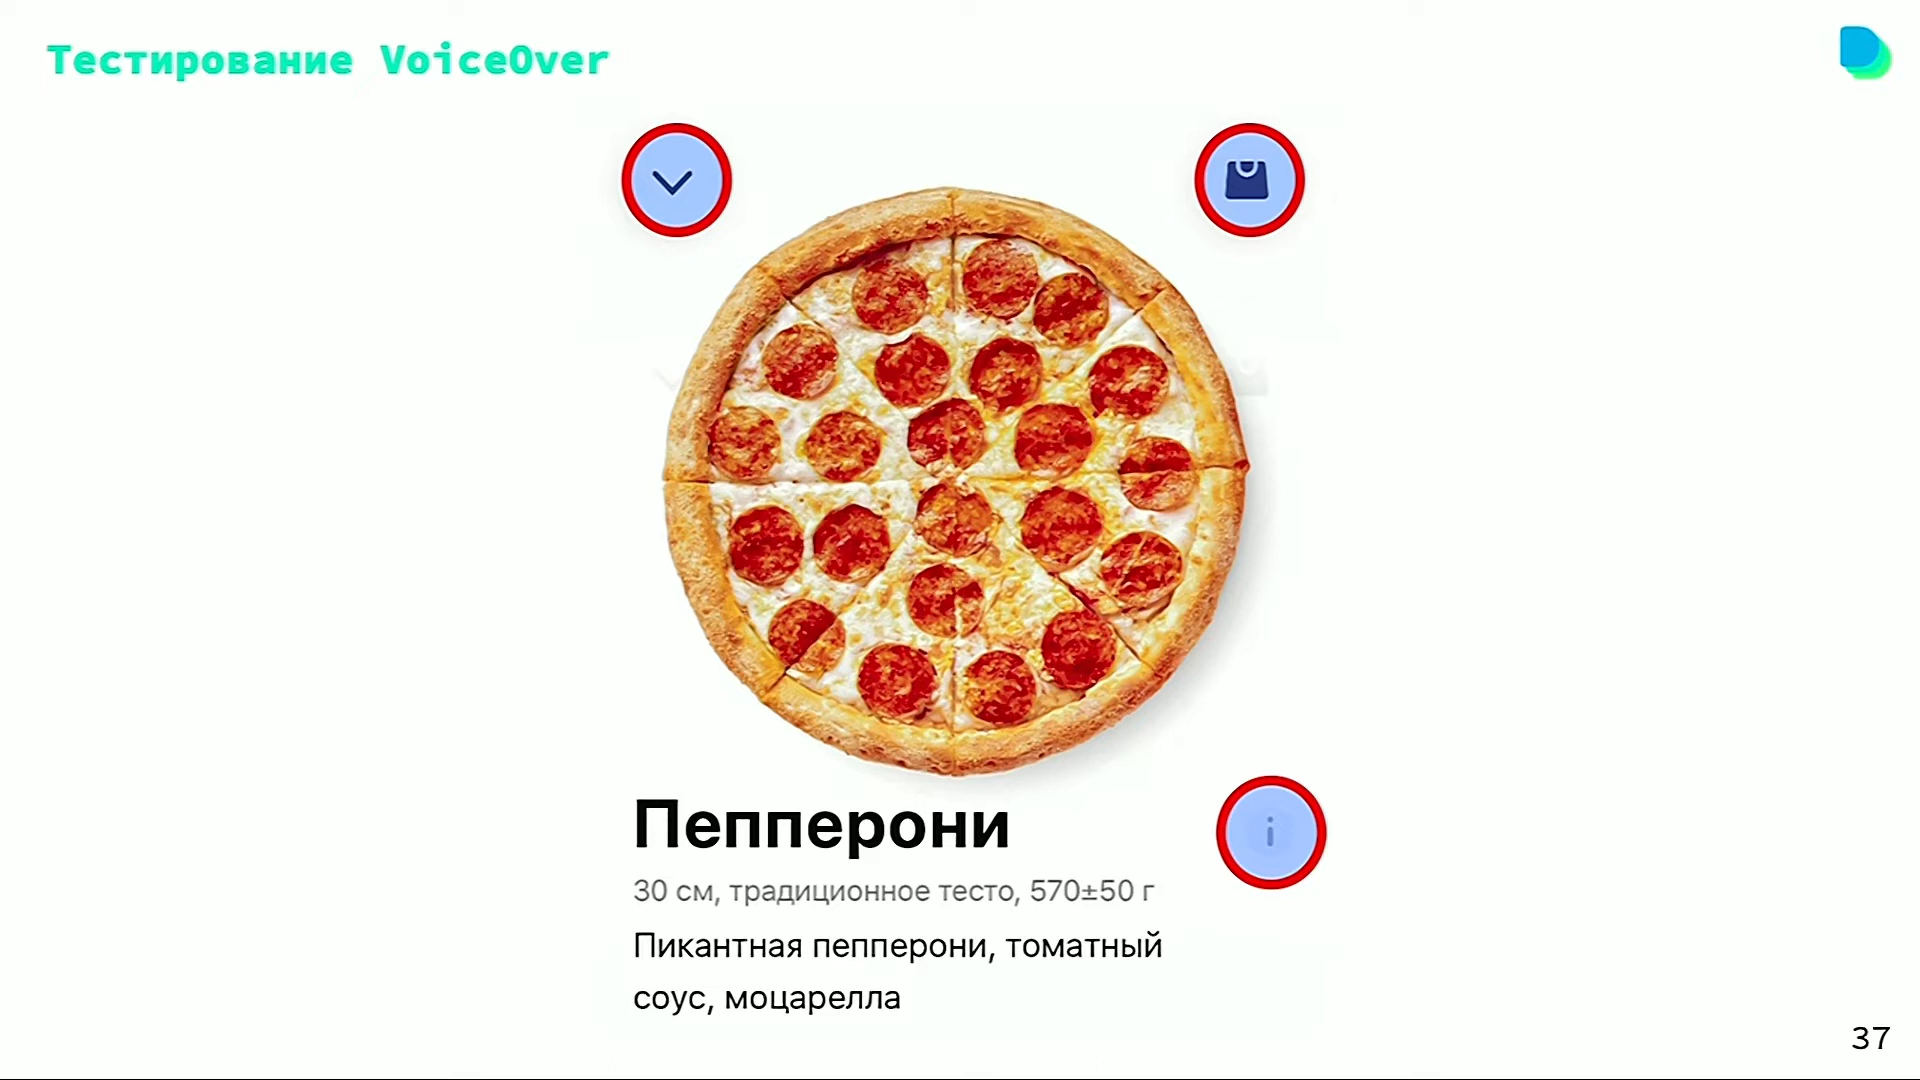 Тестирование VoiceOver
Пепперони
30 см, традиционное тесто, 570±50 г
Пикантная пепперони, томатный
соус, моцарелла
37